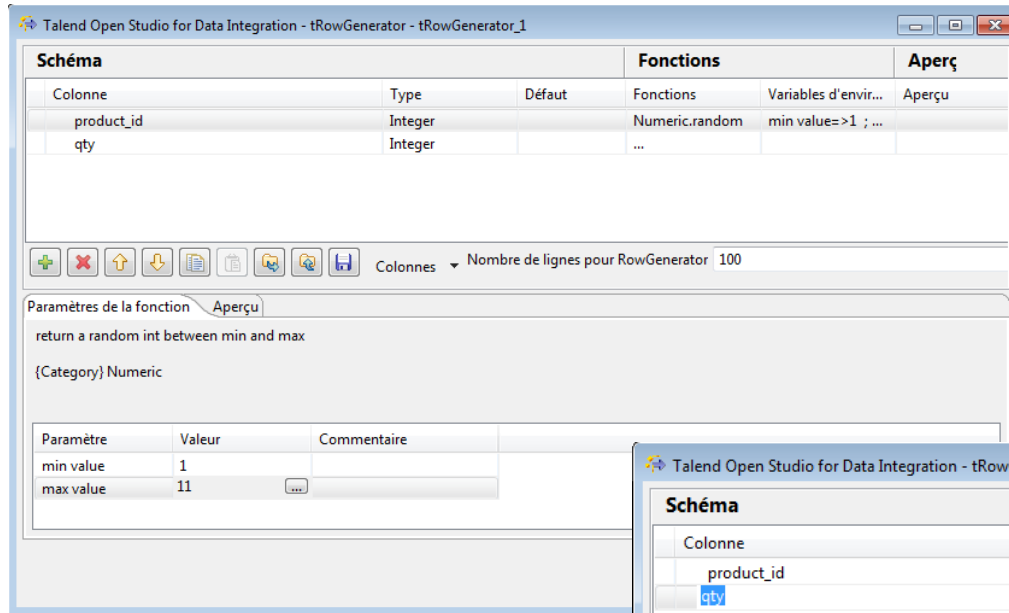 Talend Open Studio for Data Integration - tRowGenerator - tRowGenerator_1
Schéma Fonctions Aperç
Colonne Type Défaut Fonctions Variables d'envir... Aperçu
product_id Integer Numeric.random min value=>1 ; ...
qty Integer ...
Colonnes Nombre de lignes pour RowGenerator 100
Paramètres de la fonction Aperçu
return a random int between min and max
{Category} Numeric
Paramètre Valeur Commentaire
min value 1
max value 11 ...
Talend Open Studio for Data Integration - tRow
Schéma
Colonne
product_id
qty